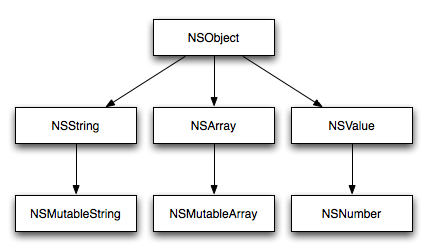 NSObject
NSString
NSArray
NSValue
NSMutableString
NSMutableArray
NSNumber